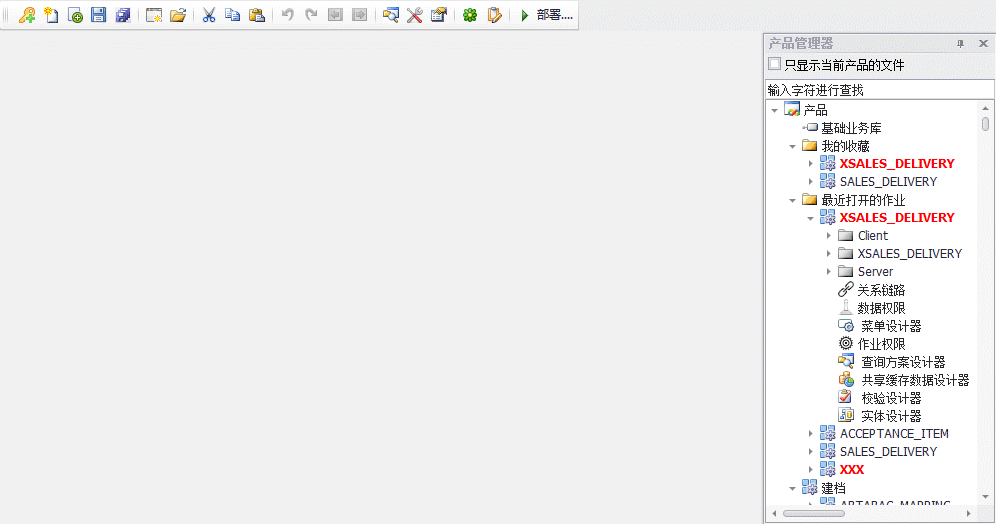 部署....
产品管理器
只显示当前产品的文件
输入字符进行查找
产品
基础业务库
我的收藏
XSALES_DELIVERY
SALES_DELIVERY
最近打开的作业
XSALES_DELIVERY
Client
XSALES_DELIVERY
Server
关系链路
数据权限
菜单设计器
作业权限
查询方案设计器
共享缓存数据设计器
校验设计器
实体设计器
ACCEPTANCE_ITEM
SALES_DELIVERY
XXX
建档